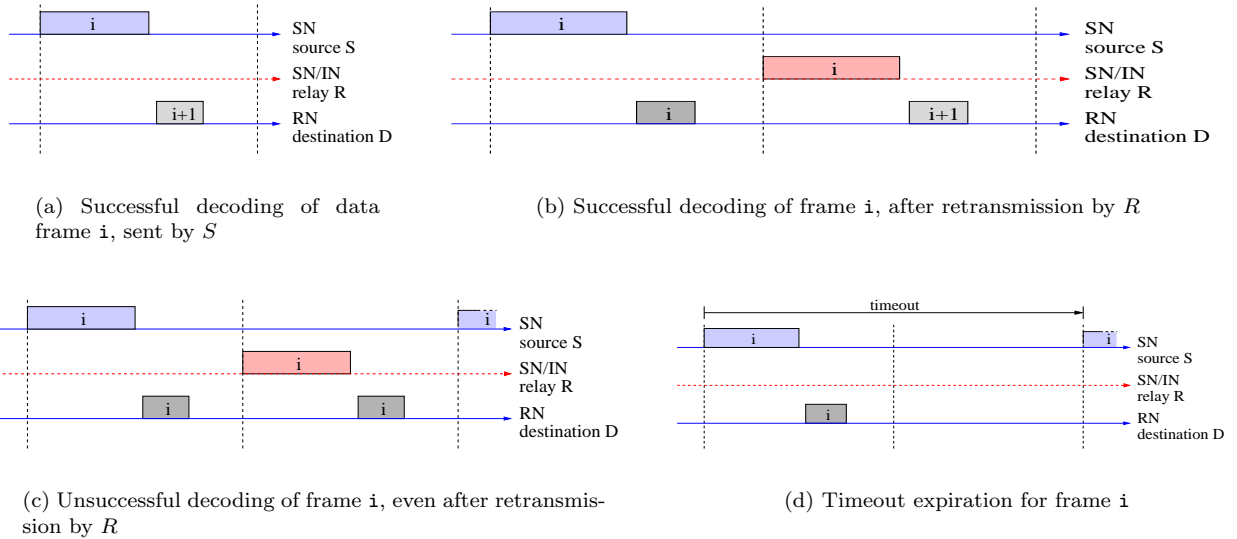 i
SN
source S
SN/IN
relay R
i+1
RN
destination D
(a) Successful decoding of data
frame i, sent by S
i
SN
source S
i
SN/IN
relay R
i
i+1
RN
destination D
(b) Successful decoding of frame i, after retransmission by R
i
i
SN
source S
i
SN/IN
relay R
i
i
RN
destination D
(c) Unsuccessful decoding of frame i, even after retransmis-
sion by R
timeout
i
i
SN
source S
SN/IN
relay R
i
RN
destination D
(d) Timeout expiration for frame i